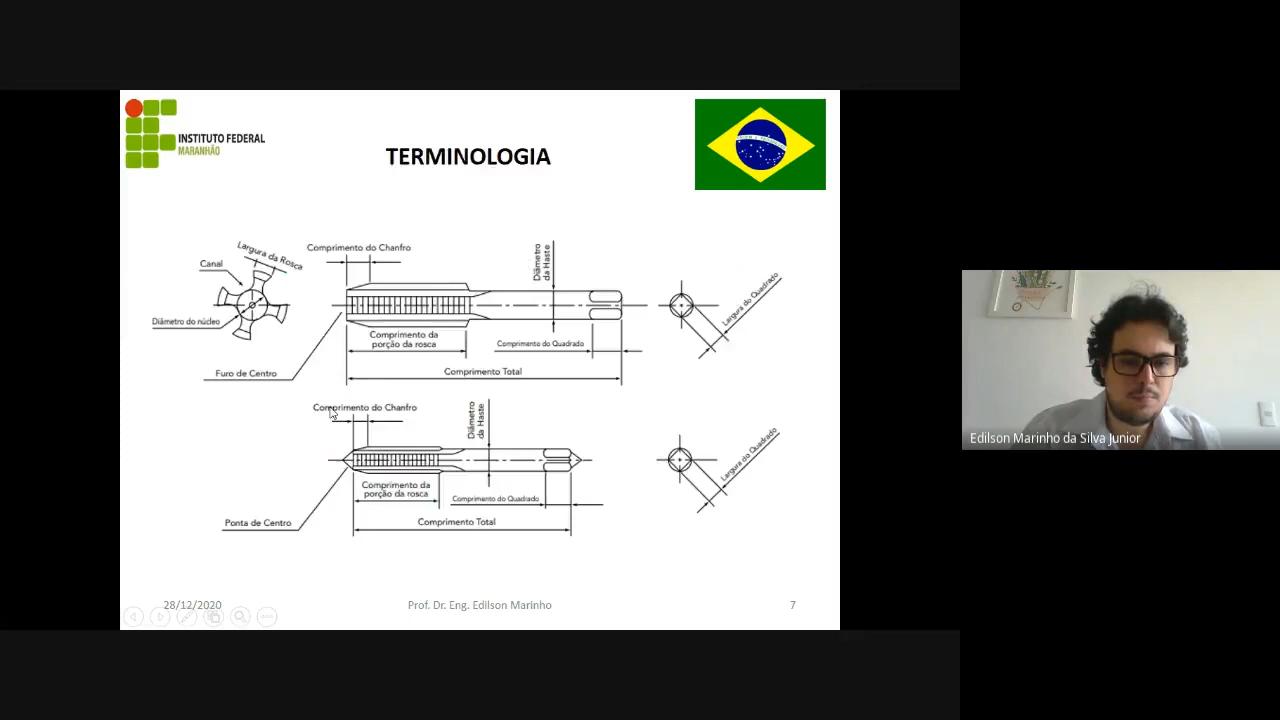 INSTITUTO FEDERAL
MARANHÃO
TERMINOLOGIA
Largura da Rosca
Canal
Diâmetro do núcleo
Comprimento do Chanfro
Diâmetro
da Haste
Largura do Quadrado
Comprimento da
porção da rosca
Comprimento do Quadrado
Furo de Centro
Comprimento Total
Comprimento do Chanfro
Diâmetro
da Haste
Largura do Quadrado
Comprimento da
porção da rosca
Comprimento do Quadrado
Ponta de Centro
Comprimento Total
28/12/2020
Prof. Dr. Eng. Edilson Marinho
7
Edilson Marinho da Silva Junior